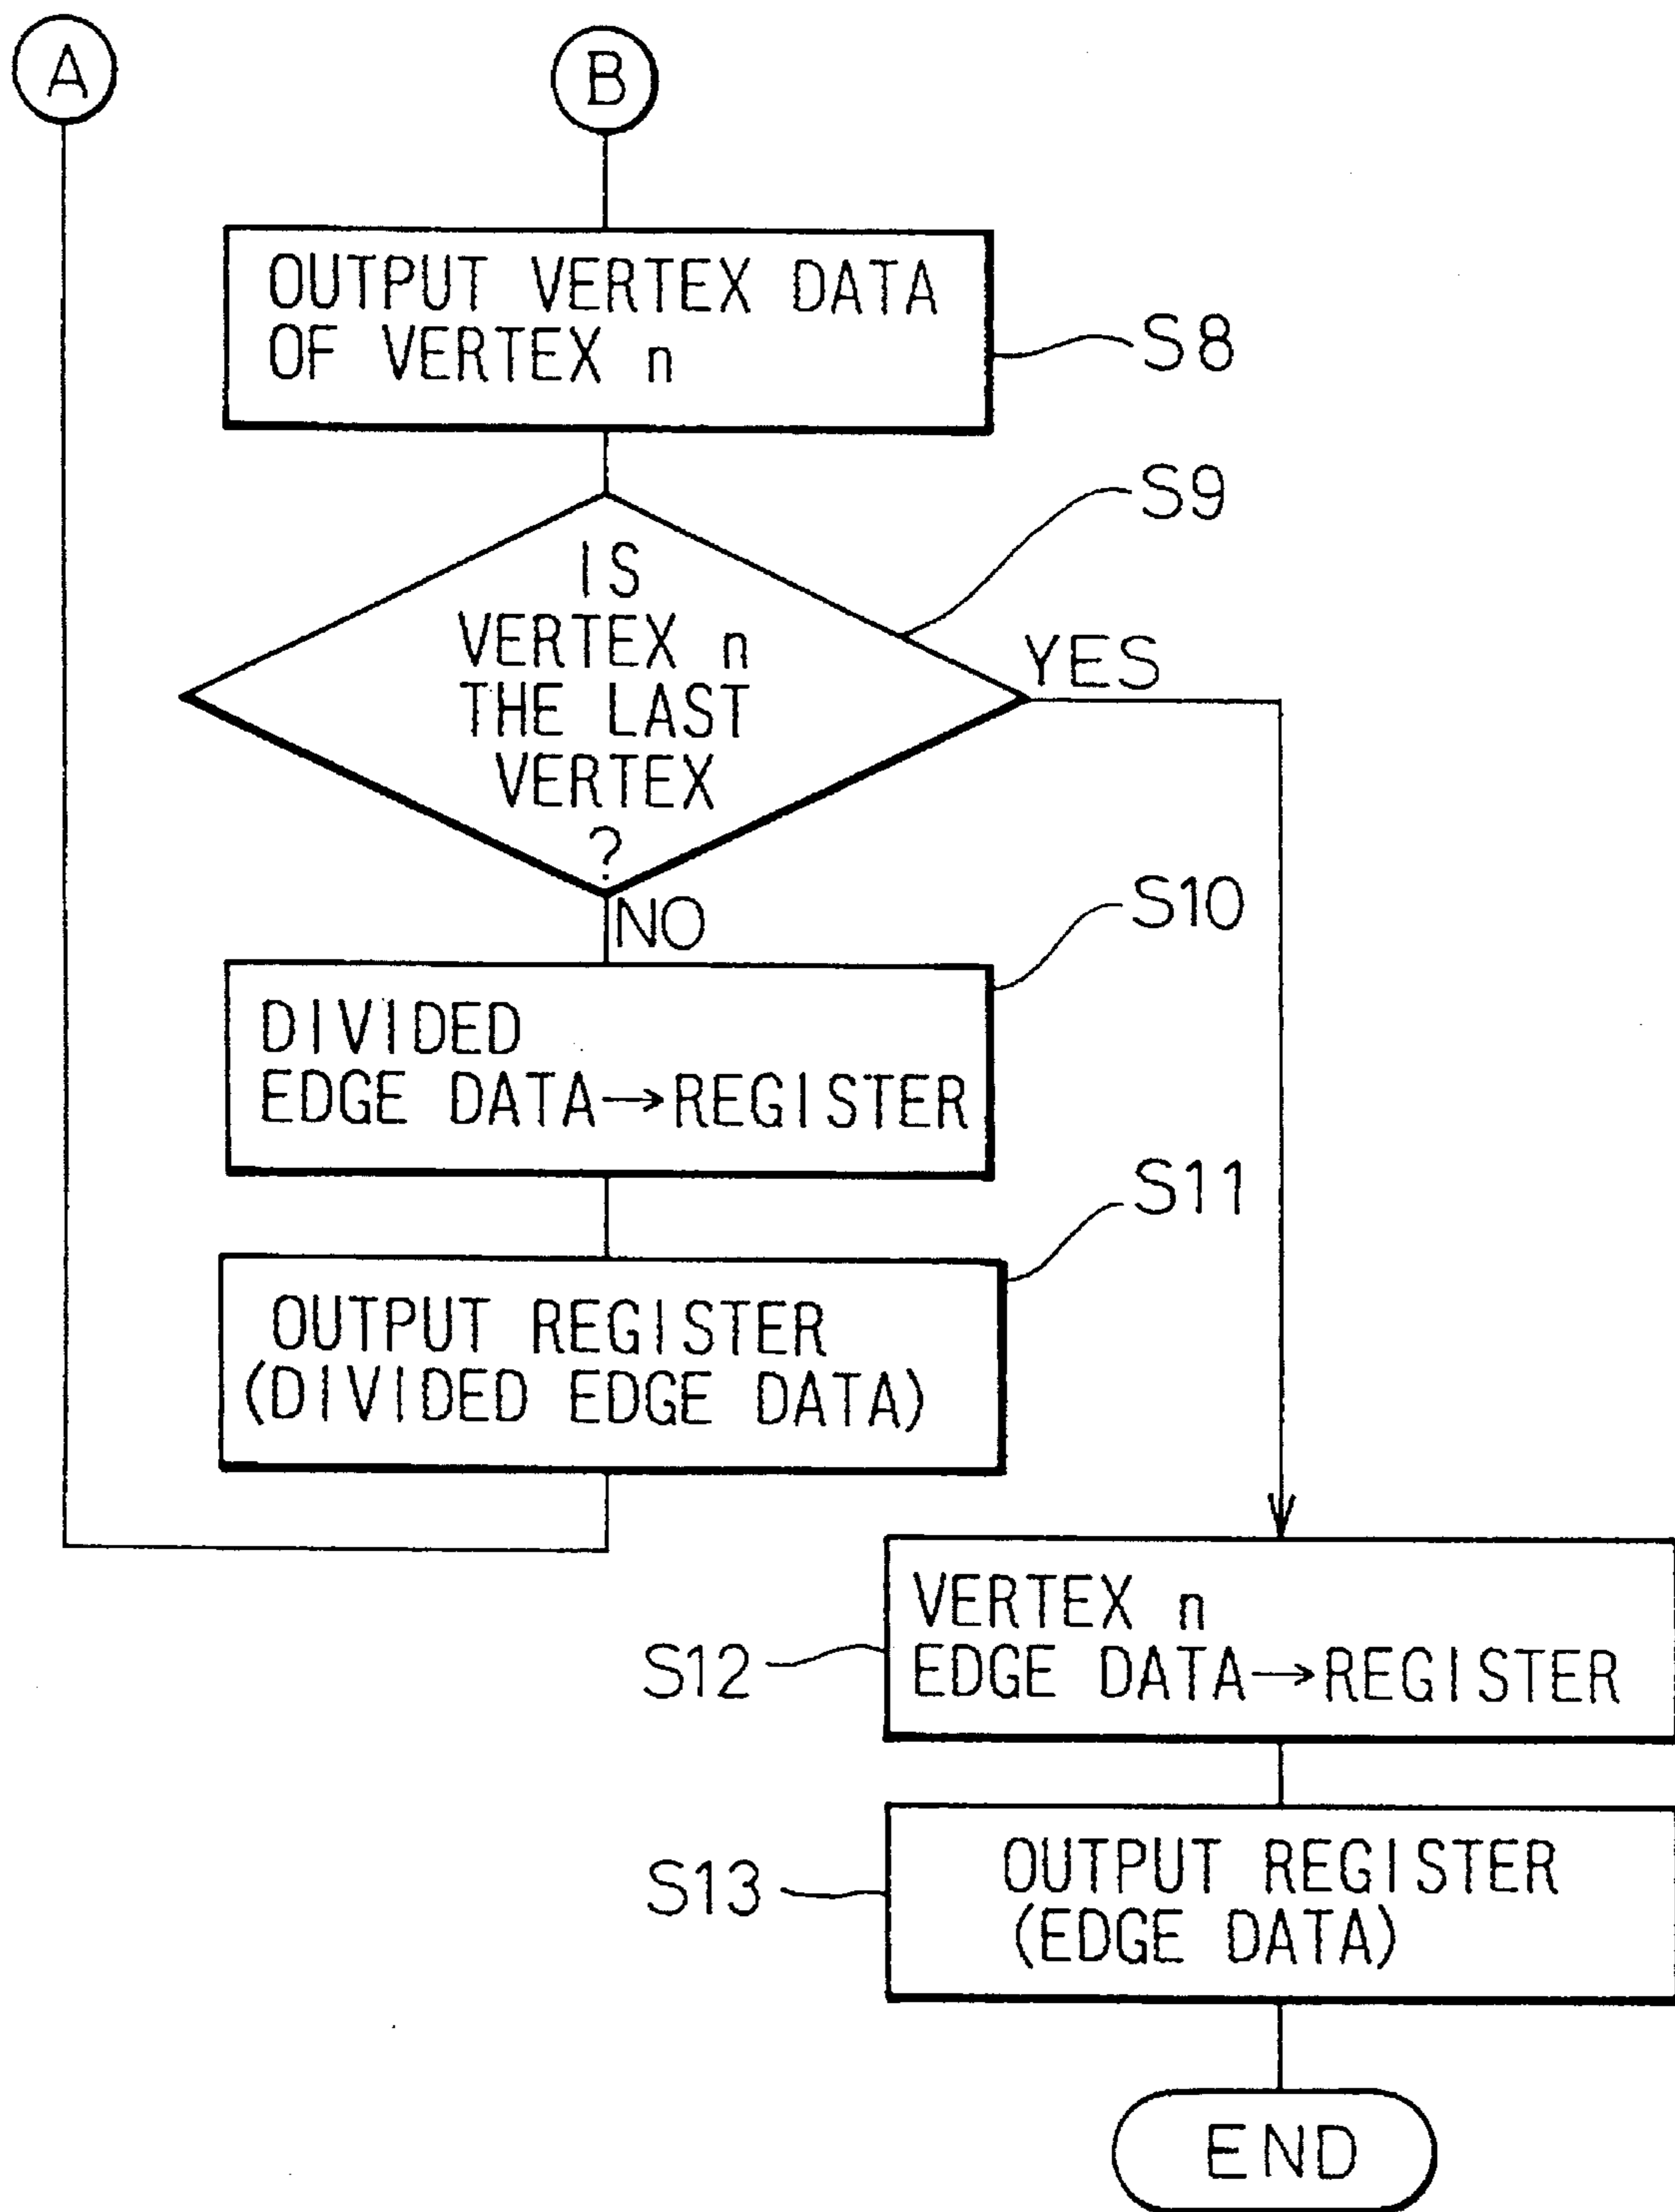 A
B
OUTPUT VERTEX DATA
OF VERTEX n
S8
S9
IS
VERTEX n
THE LAST
VERTEX
?
YES
NO
S10
DIVIDED
EDGE DATA→REGISTER
S11
OUTPUT REGISTER
(DIVIDED EDGE DATA)
VERTEX n
EDGE DATA→REGISTER
S12
OUTPUT REGISTER
(EDGE DATA)
S13
END